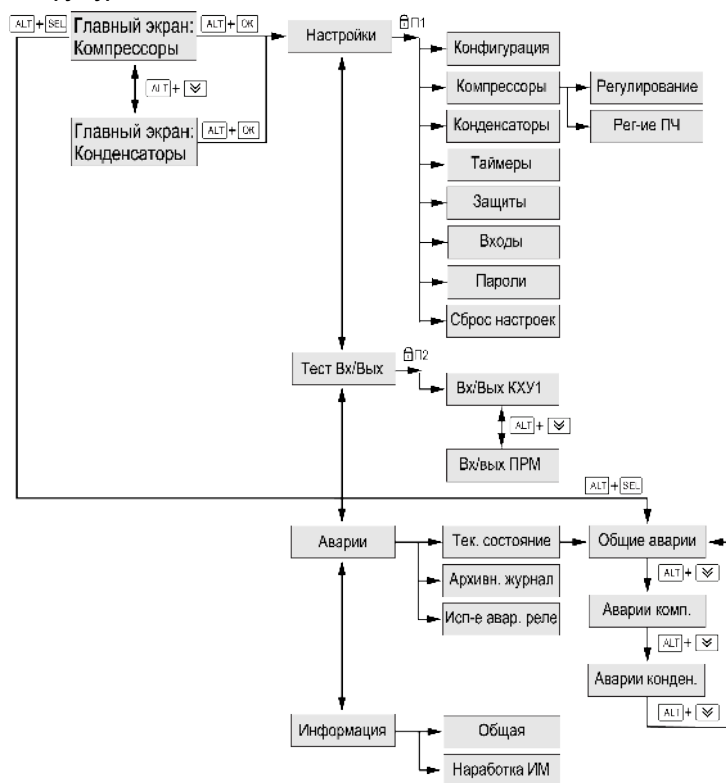 ALT + SEL
Главный экран:
Компрессоры
ALT + OK
ALT +
Главный экран:
Конденсаторы
ALT + OK
Настройки
П1
Конфигурация
Компрессоры
Регулирование
Рег-ие ПЧ
Конденсаторы
Таймеры
Защиты
Входы
Пароли
Сброс настроек
Тест Вх/Вых
П2
Вх/Вых КХУ1
ALT +
Вх/вых ПРМ
ALT + SEL
Аварии
Тек. состояние
Общие аварии
ALT +
Архивн. журнал
Исп-е авар. реле
Аварии комп.
ALT +
Аварии конден.
ALT +
Информация
Общая
Наработка ИМ